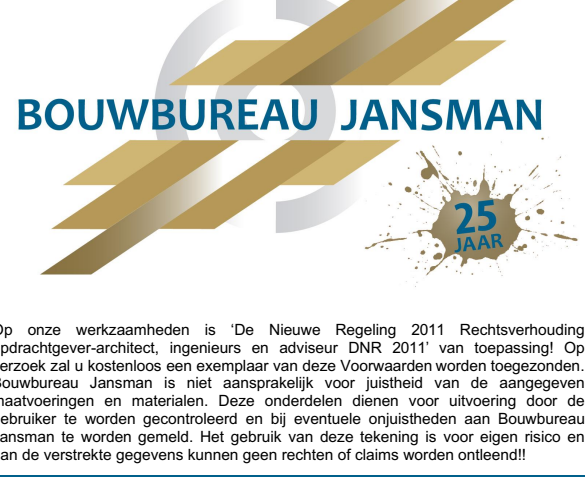 BOUWBUREAU JANSMAN
25
JAAR
Op onze werkzaamheden is ‘De Nieuwe Regeling 2011 Rechtsverhouding
opdrachtgever-architect, ingenieurs en adviseur DNR 2011’ van toepassing! Op
verzoek zal u kostenloos een exemplaar van deze Voorwaarden worden toegezonden.
Bouwbureau Jansman is niet aansprakelijk voor juistheid van de aangegeven
maatvoeringen en materialen. Deze onderdelen dienen voor uitvoering door de
gebruiker te worden gecontroleerd en bij eventuele onjuistheden aan Bouwbureau
Jansman te worden gemeld. Het gebruik van deze tekening is voor eigen risico en
aan de verstrekte gegevens kunnen geen rechten of claims worden ontleend!!